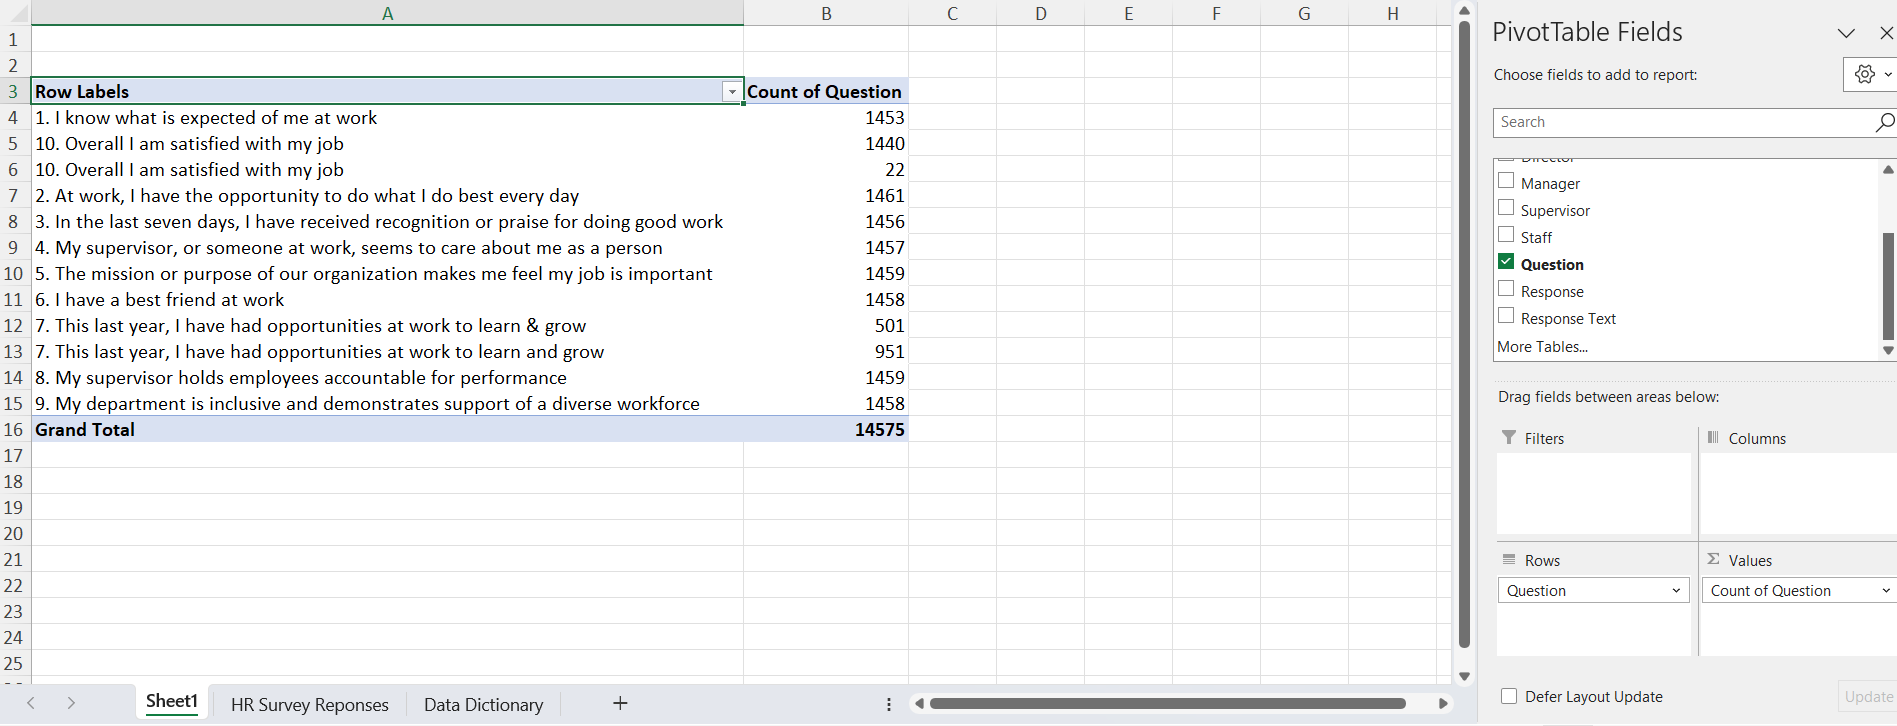 A B C D E F G H
1
2
3 Row Labels Count of Question
4 1. I know what is expected of me at work 1453
5 10. Overall I am satisfied with my job 1440
6 10. Overall I am satisfied with my job 22
7 2. At work, I have the opportunity to do what I do best every day 1461
8 3. In the last seven days, I have received recognition or praise for doing good work 1456
9 4. My supervisor, or someone at work, seems to care about me as a person 1457
10 5. The mission or purpose of our organization makes me feel my job is important 1459
11 6. I have a best friend at work 1458
12 7. This last year, I have had opportunities at work to learn & grow 501
13 7. This last year, I have had opportunities at work to learn and grow 951
14 8. My supervisor holds employees accountable for performance 1459
15 9. My department is inclusive and demonstrates support of a diverse workforce 1458
16 Grand Total 14575
17
18
19
20
21
22
23
24
25
Sheet1 HR Survey Reponses Data Dictionary
PivotTable Fields
Choose fields to add to report:
Search
Director
Manager
Supervisor
Staff
Question
Response
Response Text
More Tables...
Drag fields between areas below:
Filters Columns
Rows Σ Values
Question Count of Question
Defer Layout Update Update